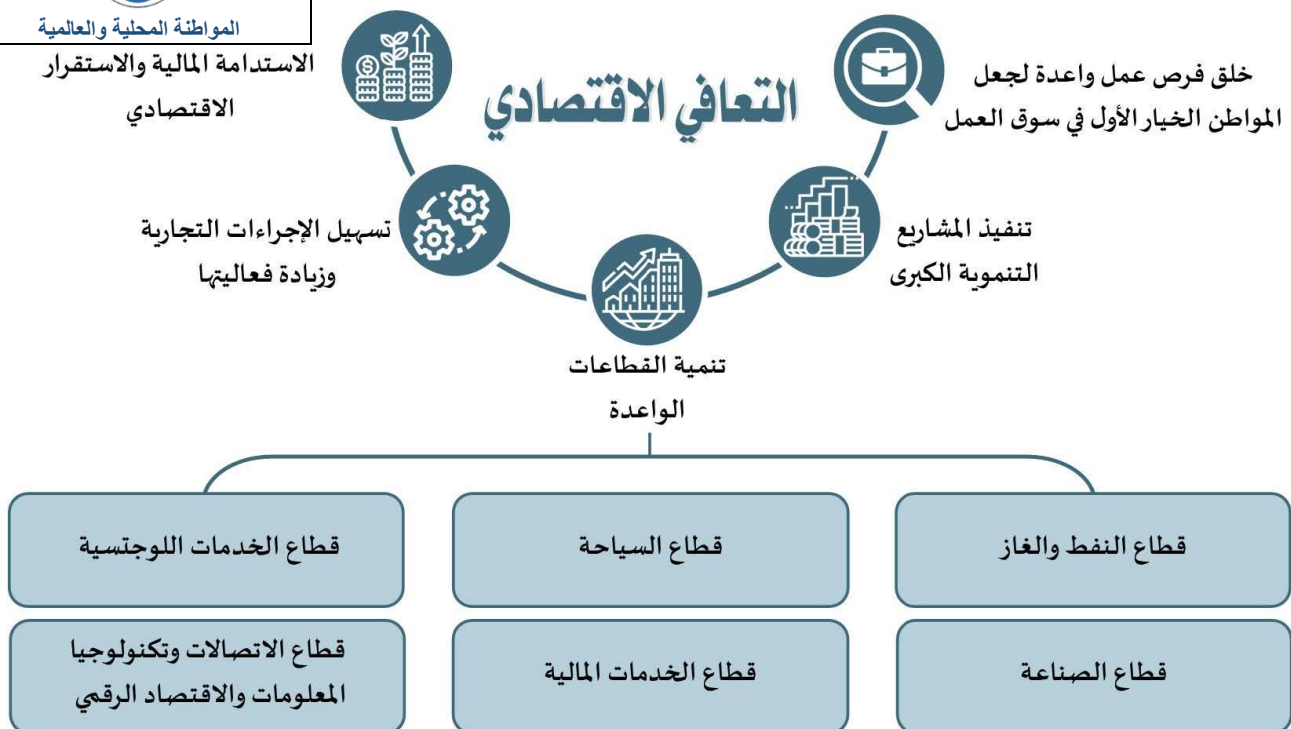 المواطنة المحلية والعالمية
التعافي الاقتصادي
خلق فرص عمل واعدة لجعل
المواطن الخيار الأول في سوق العمل
تنفيذ المشاريع
التنموية الكبرى
تنمية القطاعات
الواعدة
تسهيل الإجراءات التجارية
وزيادة فعاليتها
الاستدامة المالية والاستقرار
الاقتصادي
قطاع النفط والغاز
قطاع السياحة
قطاع الخدمات اللوجتسية
قطاع الصناعة
قطاع الخدمات المالية
قطاع الاتصالات وتكنولوجيا
المعلومات والاقتصاد الرقمي